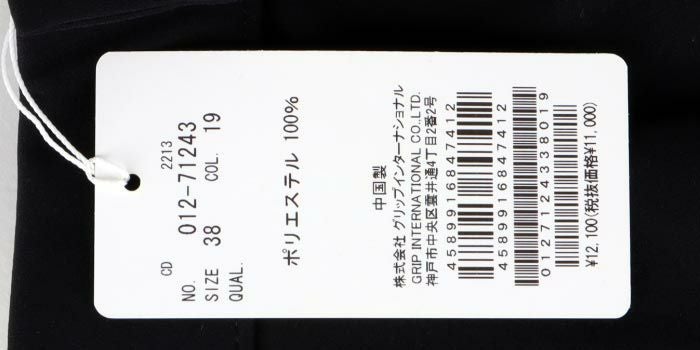 CD 2213
NO. 012-71243
SIZE 38 COL. 19
QUAL.
ポリエステル 100%
中国製
株式会社 グリップインターナショナル
GRIP INTERNATIONAL CO.,LTD.
神戸市中央区雲井通4丁目2番2号
4589916847412
4589916847412
0127124338019
¥12,100(税抜価格¥11,000)